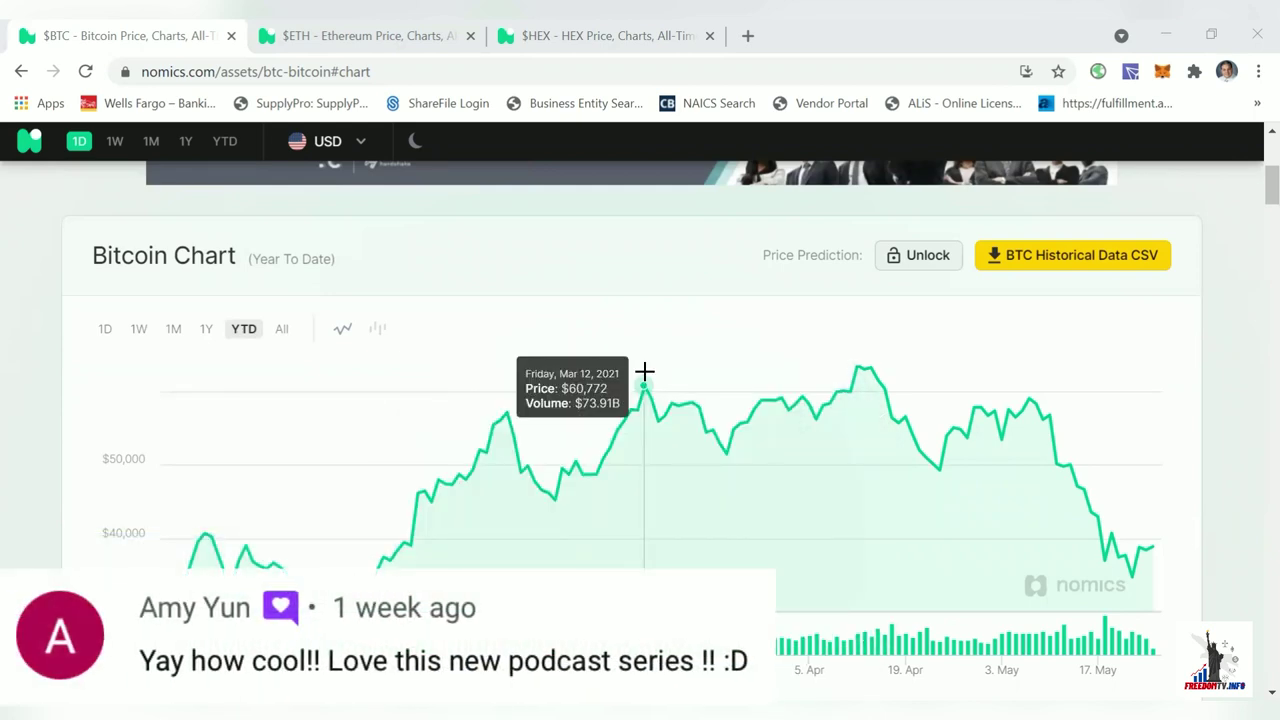 $BTC - Bitcoin Price, Charts, All-T
$ETH - Ethereum Price, Charts, Al
$HEX - HEX Price, Charts, All-Tim
nomics.com/assets/btc-bitcoin#chart
Apps
Wells Fargo – Banki...
SupplyPro: SupplyP...
ShareFile Login
Business Entity Sear...
CB
NAICS Search
Vendor Portal
ALiS - Online Licens...
https://fulfillment.a...
»
1D 1W 1M 1Y YTD
USD
handshake
Bitcoin Chart (Year To Date)
Price Prediction:
Unlock
BTC Historical Data CSV
1D 1W 1M 1Y YTD All
Friday, Mar 12, 2021
Price: $60,772
Volume: $73.91B
$50,000
$40,000
nomics
A
Amy Yun • 1 week ago
Yay how cool!! Love this new podcast series !! :D
5. Apr 19. Apr 3. May 17. May
FREEDOMTV.INFO